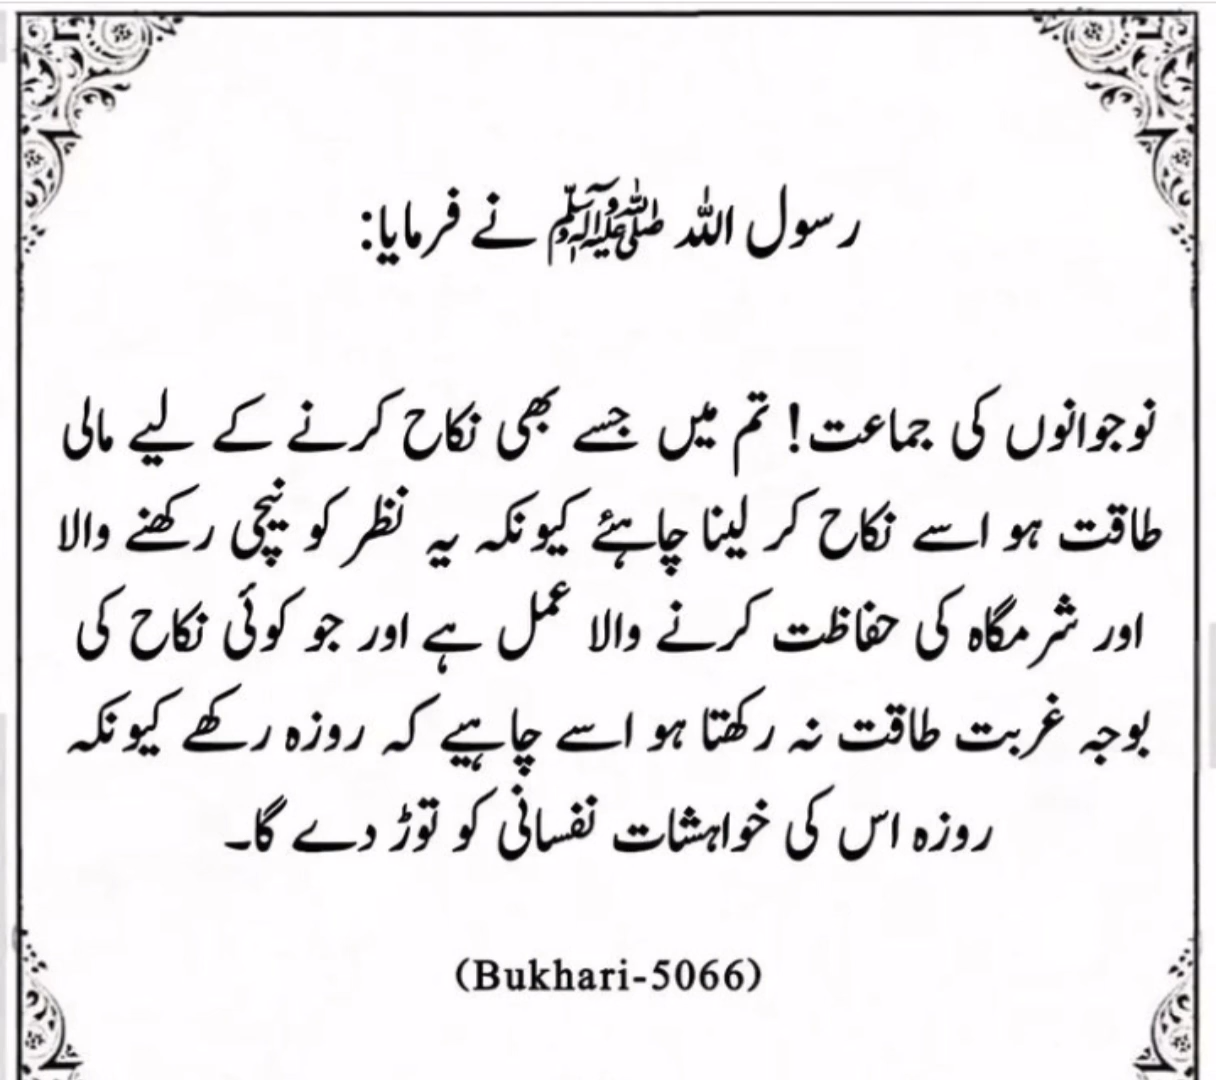 رسول اللہ ﷺ نے فرمایا:
نوجوانوں کی جماعت! تم میں جسے بھی نکاح کرنے کے لیے مالی
طاقت ہو اسے نکاح کر لینا چاہئے کیونکہ یہ نظر کو نیچی رکھنے والا
اور شرمگاہ کی حفاظت کرنے والا عمل ہے اور جو کوئی نکاح کی
بوجہ غربت طاقت نہ رکھتا ہو اسے چاہیے کہ روزہ رکھے کیونکہ
روزہ اس کی خواہشات نفسانی کو توڑ دے گا۔
(Bukhari-5066)